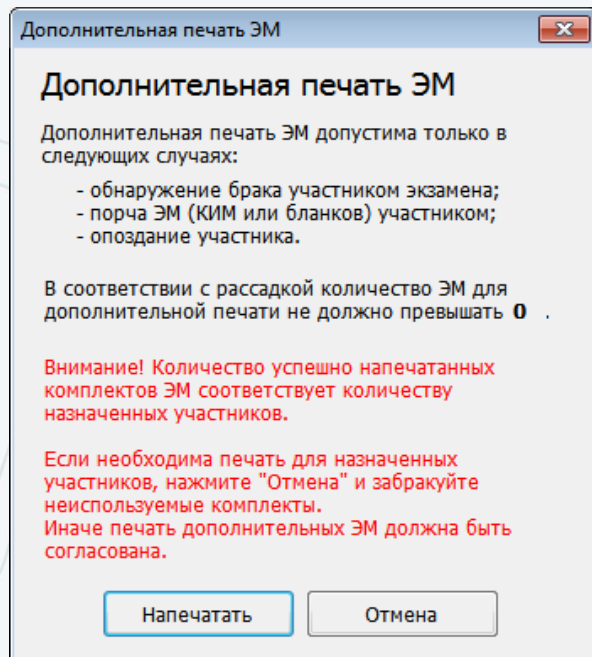 Дополнительная печать ЭМ
Дополнительная печать ЭМ
Дополнительная печать ЭМ допустима только в
следующих случаях:
- обнаружение брака участником экзамена;
- порча ЭМ (КИМ или бланков) участником;
- опоздание участника.
В соответствии с рассадкой количество ЭМ для
дополнительной печати не должно превышать 0 .
Внимание! Количество успешно напечатанных
комплектов ЭМ соответствует количеству
назначенных участников.
Если необходима печать для назначенных
участников, нажмите "Отмена" и забракуйте
неиспользуемые комплекты.
Иначе печать дополнительных ЭМ должна быть
согласована.
Напечатать
Отмена